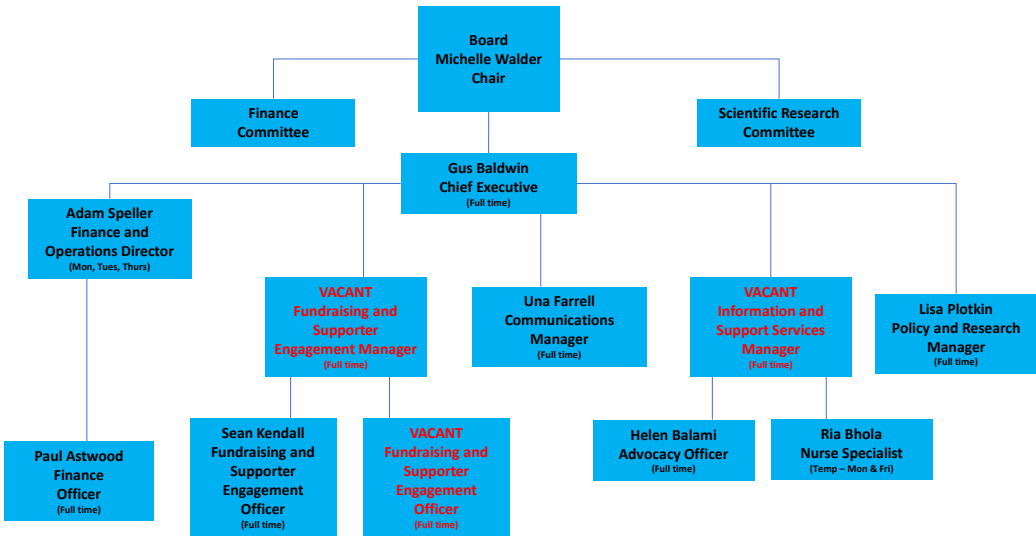 Board
Michelle Walder
Chair
Finance
Committee
Scientific Research
Committee
Gus Baldwin
Chief Executive
(Full time)
Adam Speller
Finance and
Operations Director
(Mon, Tues, Thurs)
VACANT
Fundraising and
Supporter
Engagement Manager
(Full time)
Una Farrell
Communications
Manager
(Full time)
VACANT
Information and
Support Services
Manager
(Full time)
Lisa Plotkin
Policy and Research
Manager
(Full time)
Paul Astwood
Finance
Officer
(Full time)
Sean Kendall
Fundraising and
Supporter
Engagement
Officer
(Full time)
VACANT
Fundraising and
Supporter
Engagement
Officer
(Full time)
Helen Balami
Advocacy Officer
(Full time)
Ria Bhola
Nurse Specialist
(Temp – Mon & Fri)